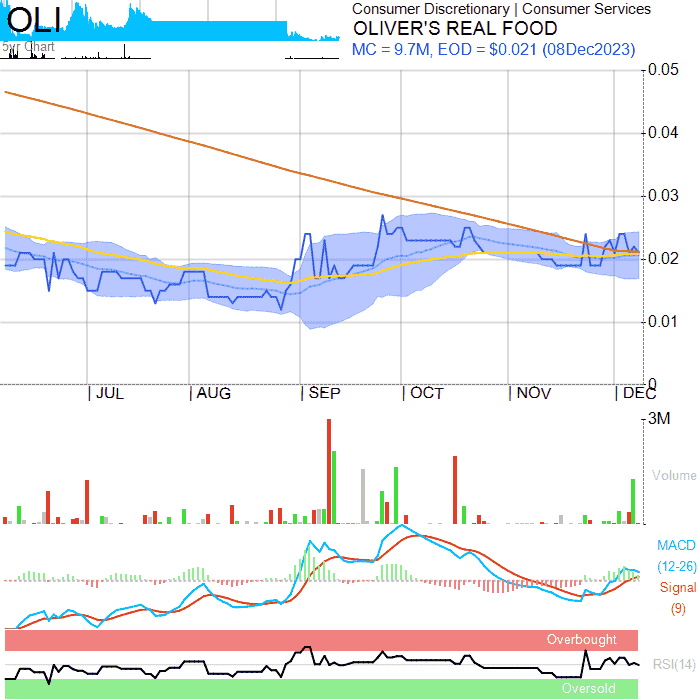 OLI
5yr Chart
Consumer Discretionary | Consumer Services
OLIVER'S REAL FOOD
MC = 9.7M, EOD = $0.021 (08Dec2023)
0.05
0.04
0.03
0.02
0.01
0
JUL AUG SEP OCT NOV DEC
3M
Volume
MACD
(12-26)
Signal
(9)
Overbought
RSI(14)
Oversold